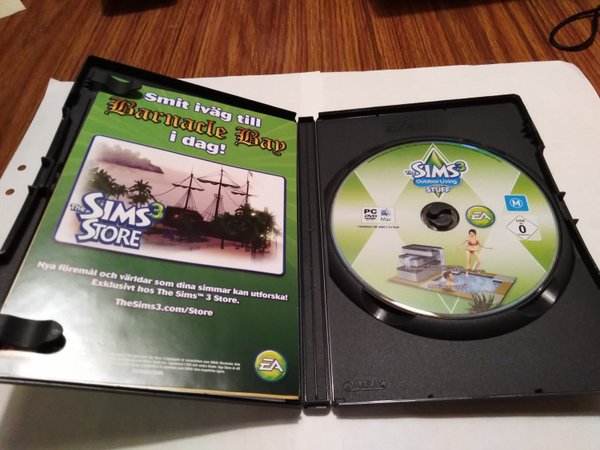 Smit iväg till
Barnacle Bay
i dag!
The SIMS 3
STORE
Nya föremål och världar som dina simmar kan utforska!
Exklusivt hos The Sims™ 3 Store.
TheSims3.com/Store
EA
EA
The SIMS 3
Outdoor Living
STUFF
PC
DVD
Mac
EA
M
USK
0